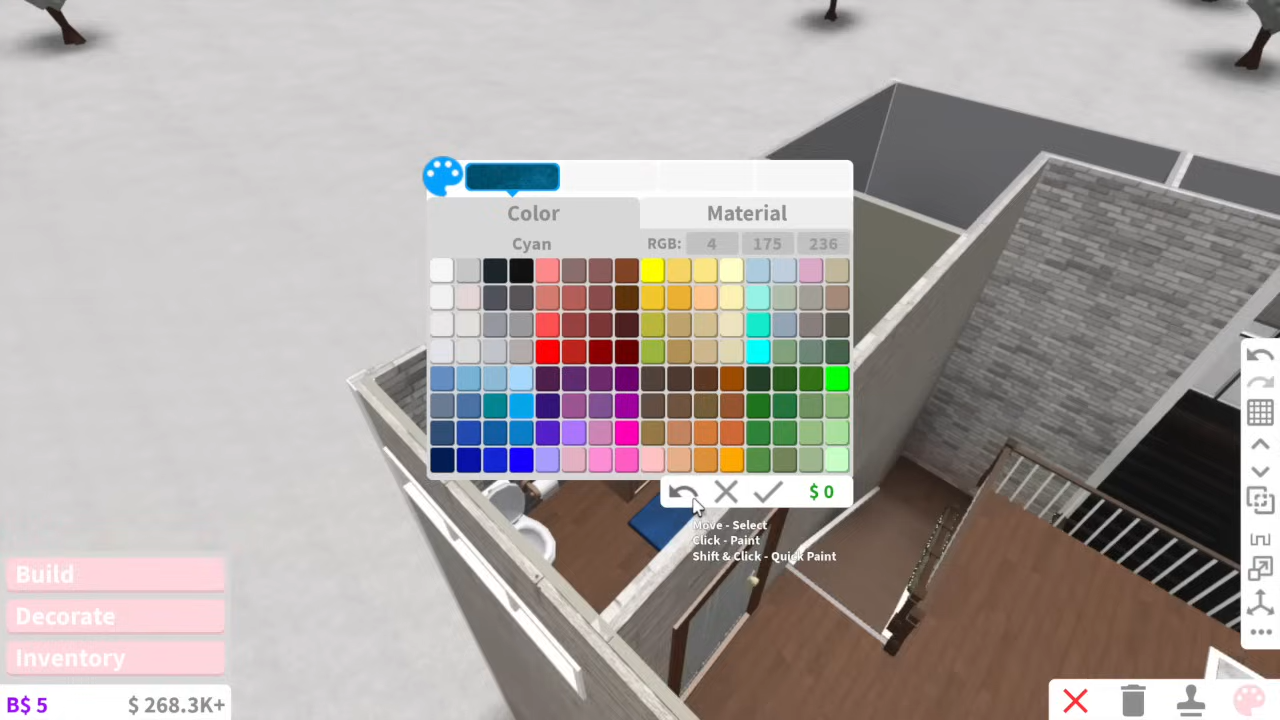 Color
Material
Cyan
RGB: 4 175 236
$ 0
Move - Select
Click - Paint
Shift & Click - Quick Paint
Build
Decorate
Inventory
B$ 5
$ 268.3K+